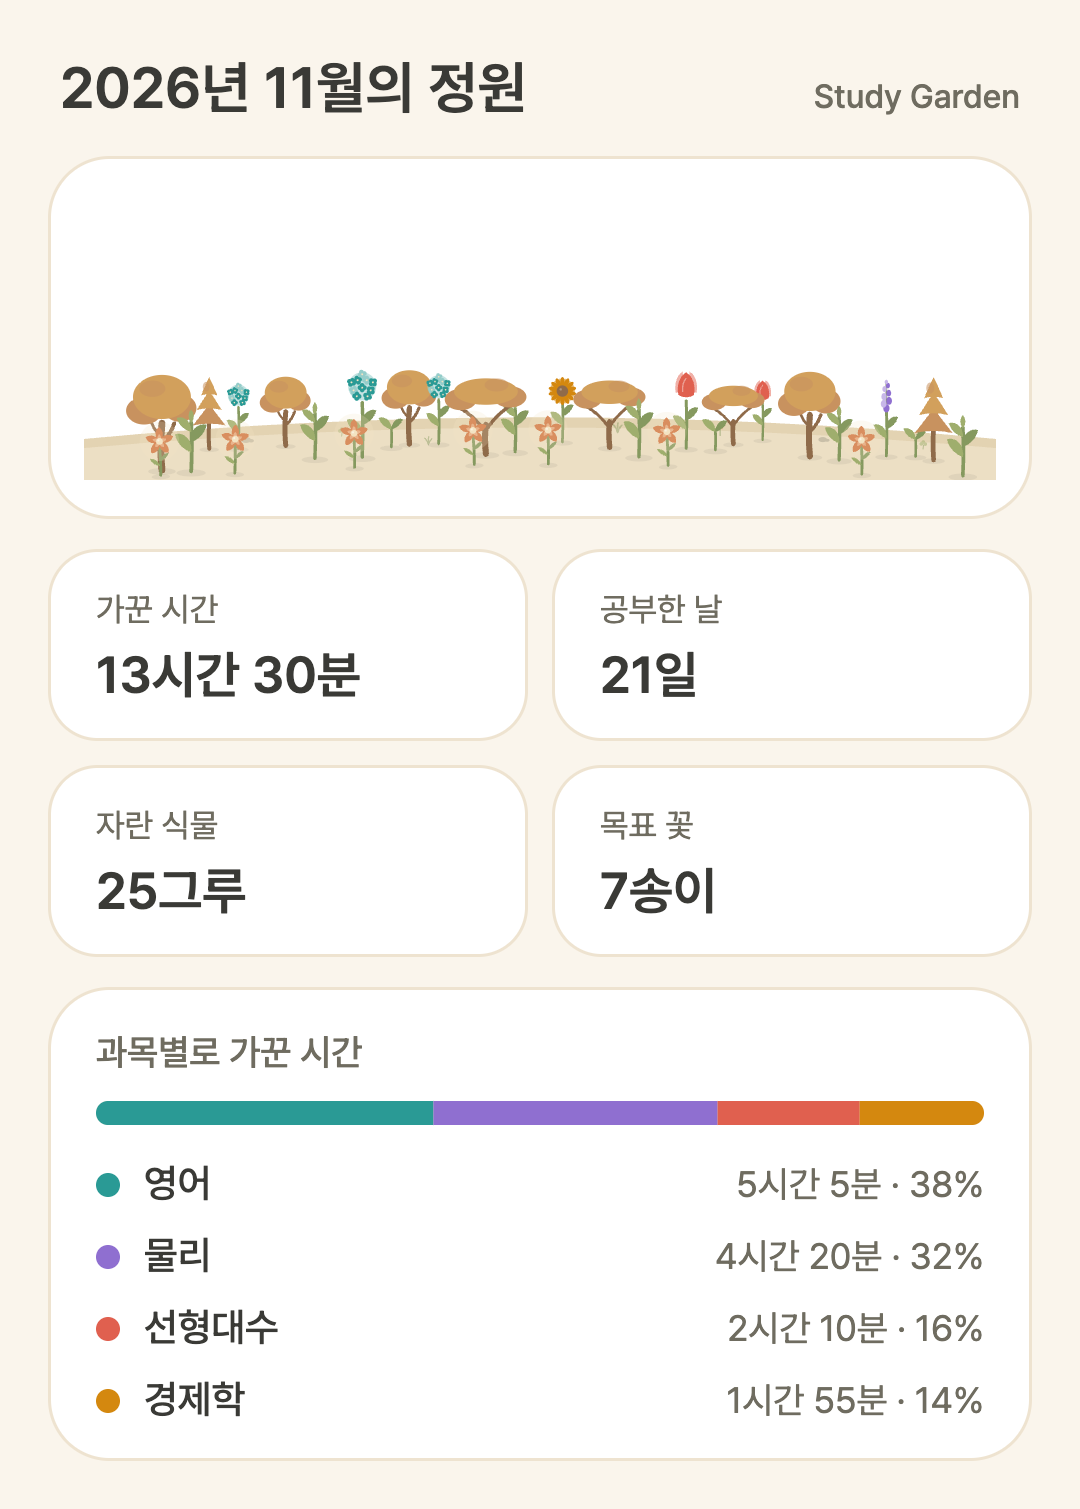 2026년 11월의 정원
Study Garden
가꾼 시간
13시간 30분
공부한 날
21일
자란 식물
25그루
목표 꽃
7송이
과목별로 가꾼 시간
영어 5시간 5분 · 38%
물리 4시간 20분 · 32%
선형대수 2시간 10분 · 16%
경제학 1시간 55분 · 14%